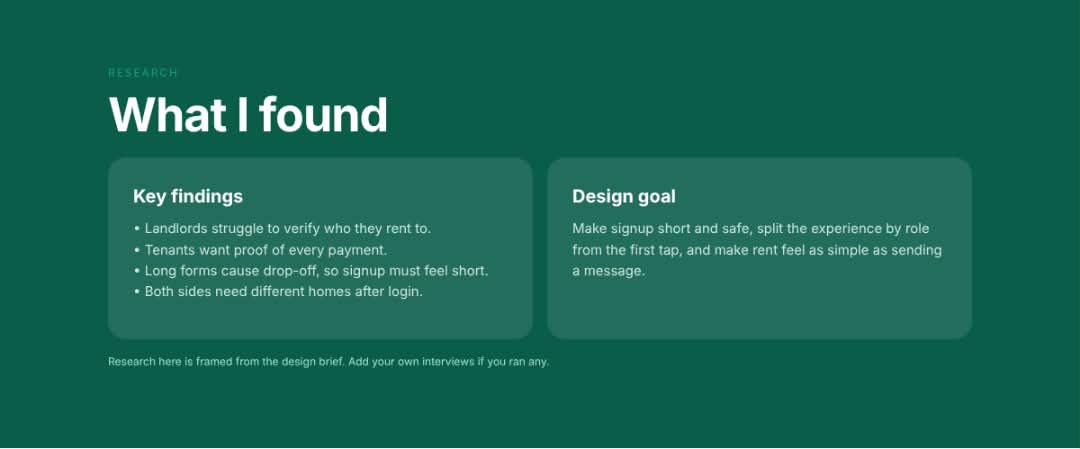 RESEARCH
What I found
Key findings
• Landlords struggle to verify who they rent to.
• Tenants want proof of every payment.
• Long forms cause drop-off, so signup must feel short.
• Both sides need different homes after login.
Design goal
Make signup short and safe, split the experience by role
from the first tap, and make rent feel as simple as sending
a message.
Research here is framed from the design brief. Add your own interviews if you ran any.